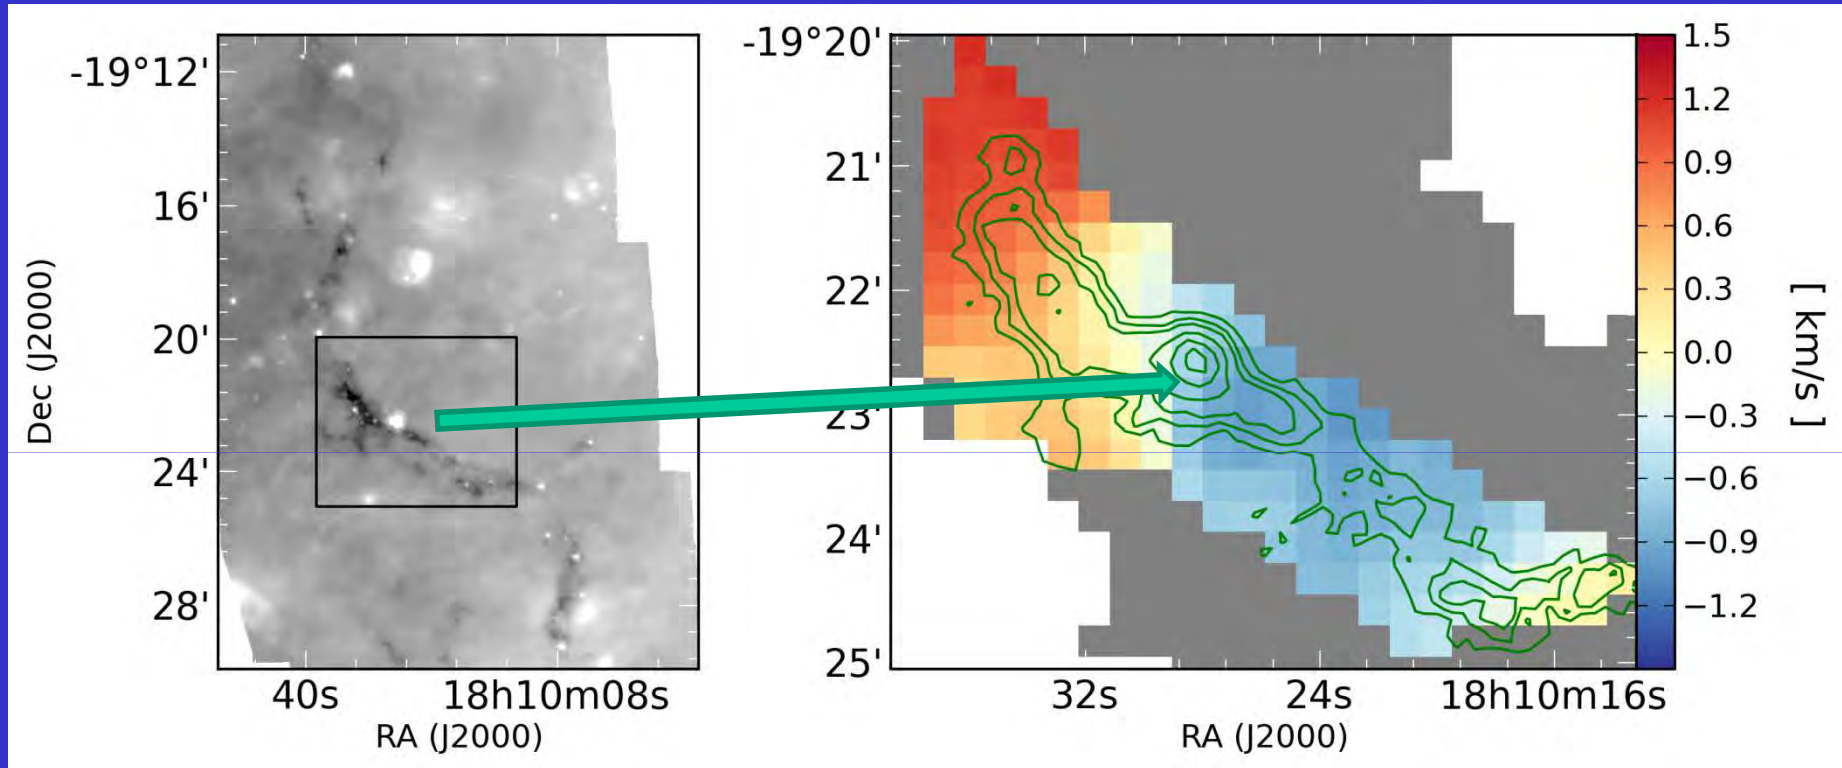 -19°12'
16'
20'
24'
28'
Dec (J2000)
40s
18h10m08s
RA (J2000)
-19°20'
21'
22'
23'
24'
25'
32s
24s
18h10m16s
RA (J2000)
1.5
1.2
0.9
0.6
0.3
0.0
−0.3
−0.6
−0.9
−1.2
[ km/s ]